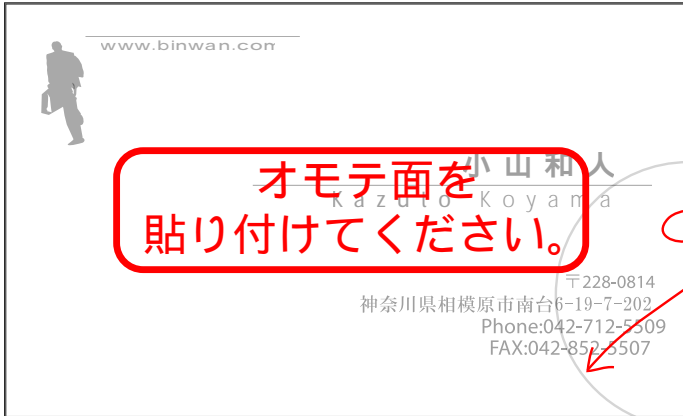 www.binwan.com
小山和人
Kazuto Koyama
オモテ面を
貼り付けてください。
〒228-0814
神奈川県相模原市南台6-19-7-202
Phone:042-712-5509
FAX:042-852-5507